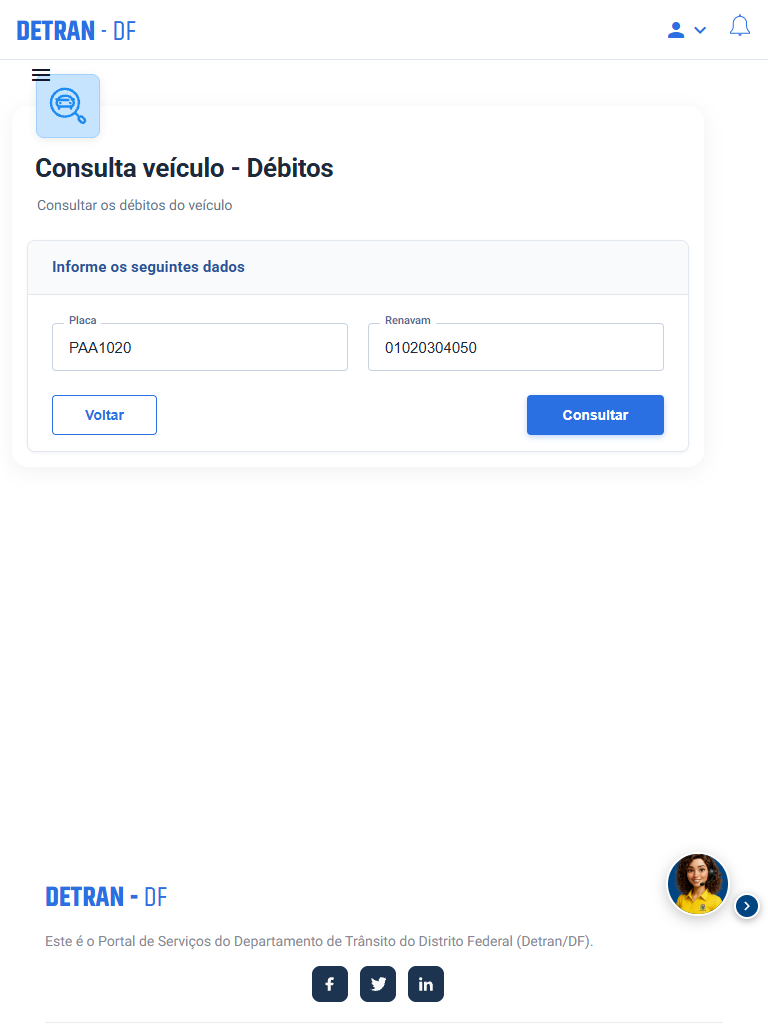 DETRAN - DF
Consulta veículo - Débitos
Consultar os débitos do veículo
Informe os seguintes dados
Placa
PAA1020
Renavam
01020304050
Voltar
Consultar
DETRAN - DF
Este é o Portal de Serviços do Departamento de Trânsito do Distrito Federal (Detran/DF).